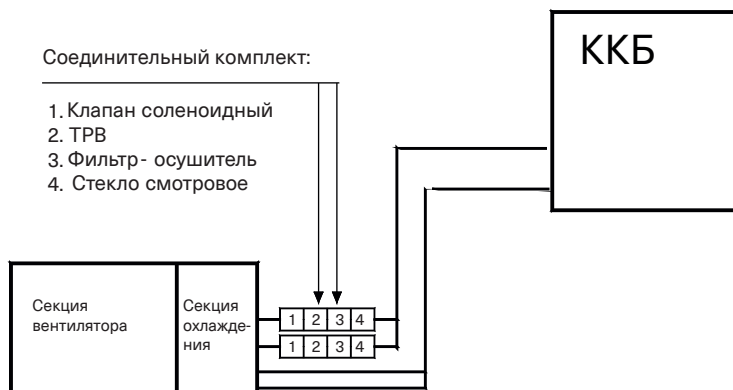 Соединительный комплект:
1. Клапан соленоидный
2. ТРВ
3. Фильтр- осушитель
4. Стекло смотровое
ККБ
Секция
вентилятора
Секция
охлажде-
ния
1 2 3 4
1 2 3 4